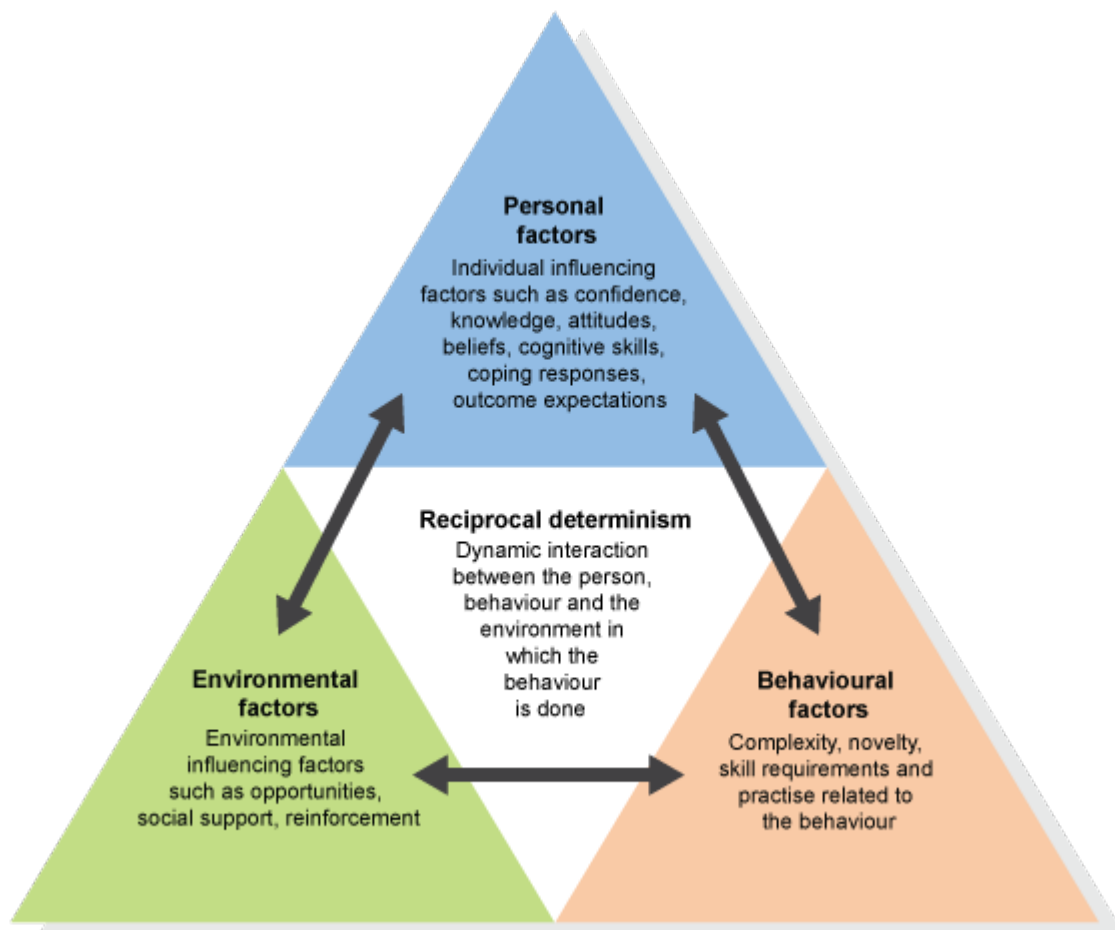 Personal
factors
Individual influencing
factors such as confidence,
knowledge, attitudes,
beliefs, cognitive skills,
coping responses,
outcome expectations
Reciprocal determinism
Dynamic interaction
between the person,
behaviour and the
environment in
which the
behaviour
is done
Environmental
factors
Environmental
influencing factors
such as opportunities,
social support, reinforcement
Behavioural
factors
Complexity, novelty,
skill requirements and
practise related to
the behaviour